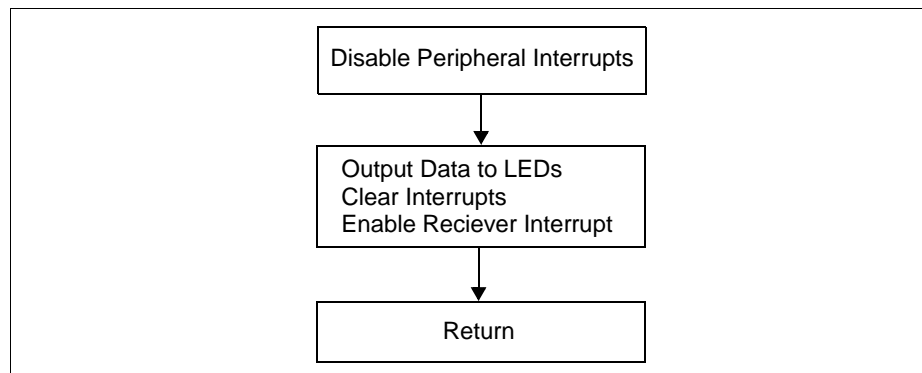 Disable Peripheral Interrupts
Output Data to LEDs
Clear Interrupts
Enable Reciever Interrupt
Return